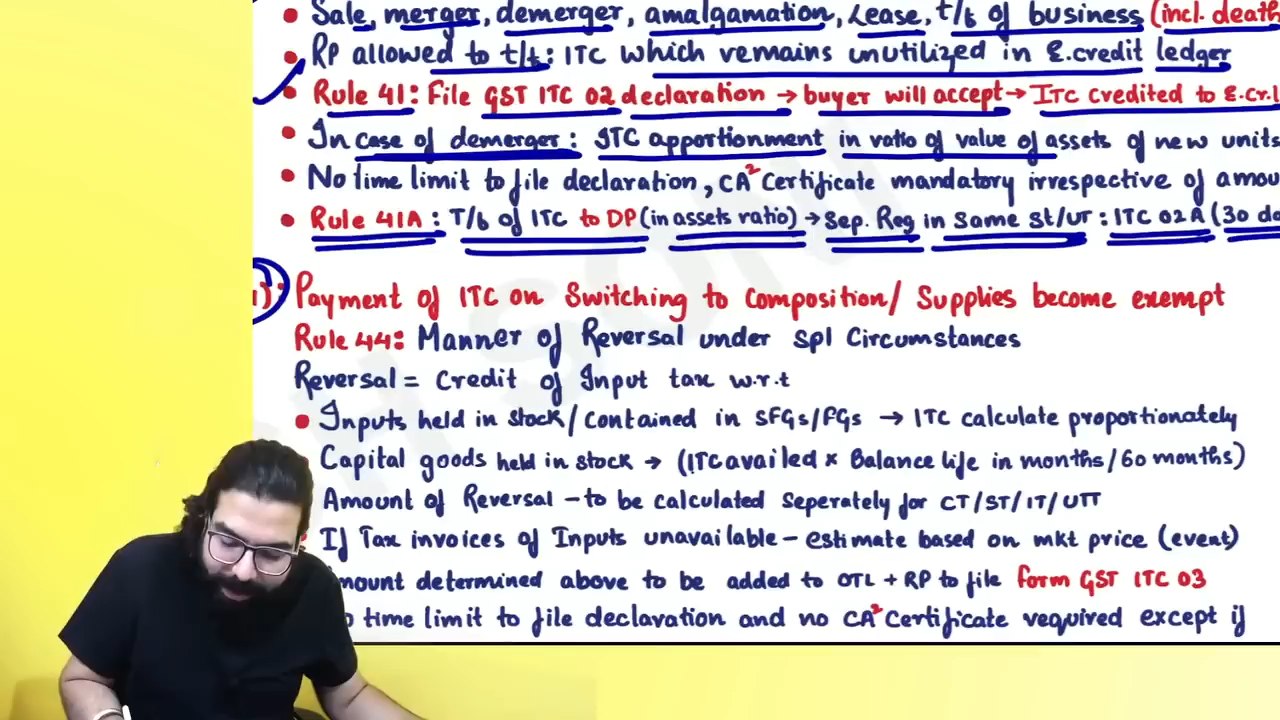 Sale, merger, demerger, amalgamation, Lease, t/f of business (incl. death
RP allowed to t/f: ITC which remains unutilized in E.credit ledger
Rule 41: File GST ITC 02 declaration → buyer will accept → ITC credited to E.Cr.L
In case of demerger: ITC apportionment in ratio of value of assets of new units
No time limit to file declaration, CA² Certificate mandatory irrespective of amou
Rule 41A: T/f of ITC to DP (in assets ratio) → Sep. Reg in same st/UT: ITC 02A (30 da
): Payment of ITC on Switching to Composition/ Supplies become exempt
Rule 44: Manner of Reversal under spl Circumstances
Reversal = Credit of Input tax w.r.t
Inputs held in stock/contained in SFGs/FGs → ITC calculate proportionately
Capital goods held in stock → (ITC availed x Balance life in months/60 months)
Amount of Reversal - to be calculated seperately for CT/ST/IT/UTT
If Tax invoices of Inputs unavailable - estimate based on mkt price (event)
mount determined above to be added to OTL + RP to file form GST ITC 03
o time limit to file declaration and no CA² Certificate required except if